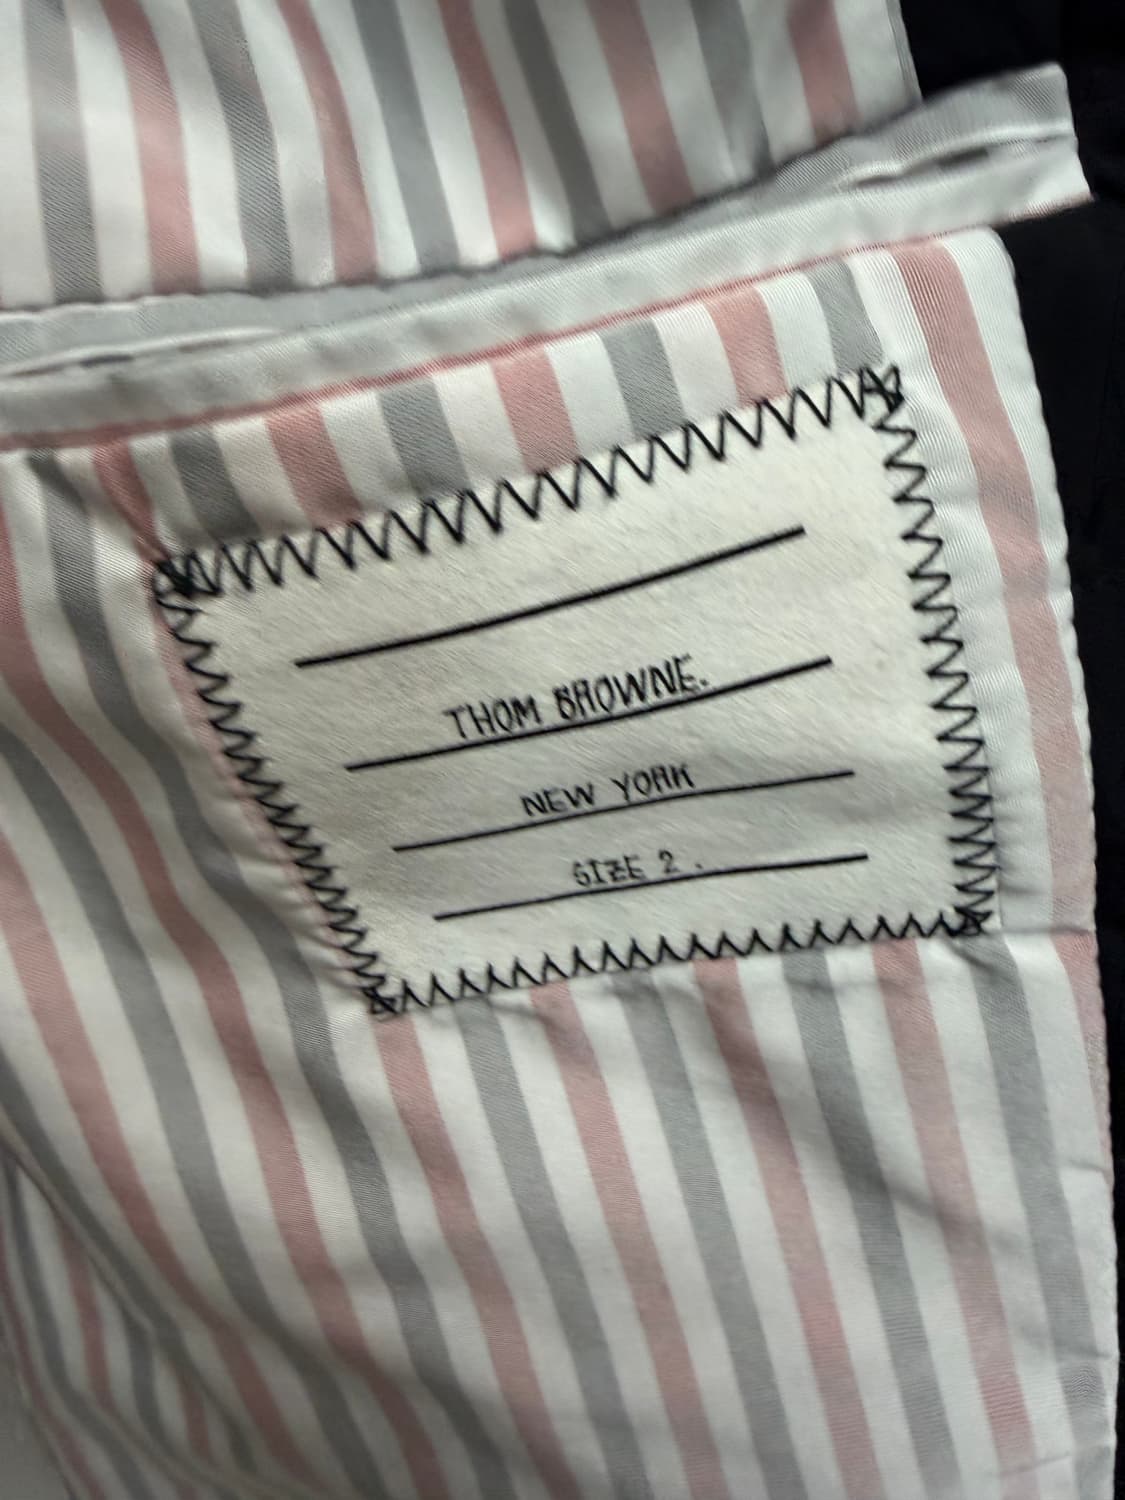 THOM BROWNE.
NEW YORK
SIZE 2.